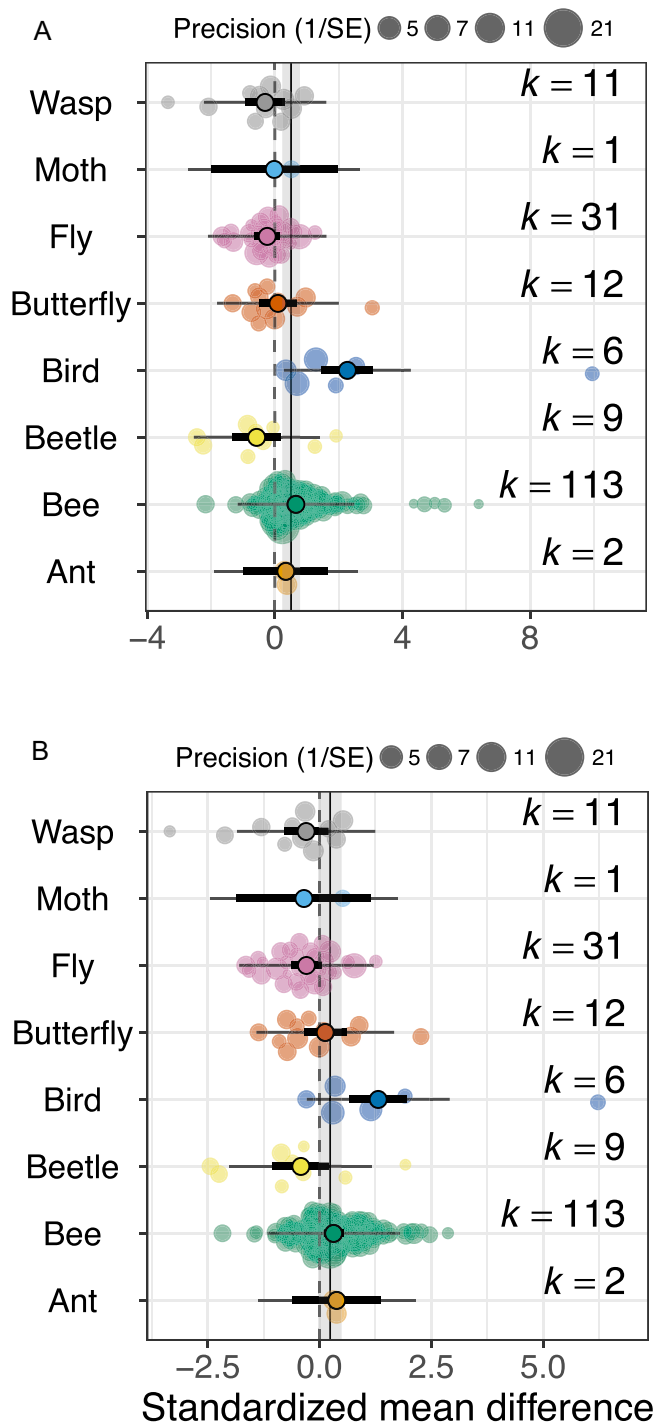 A
Precision (1/SE) 5 7 11 21
Wasp k = 11
Moth k = 1
Fly k = 31
Butterfly k = 12
Bird k = 6
Beetle k = 9
Bee k = 113
Ant k = 2
−4 0 4 8
B
Precision (1/SE) 5 7 11 21
Wasp k = 11
Moth k = 1
Fly k = 31
Butterfly k = 12
Bird k = 6
Beetle k = 9
Bee k = 113
Ant k = 2
−2.5 0.0 2.5 5.0
Standardized mean difference